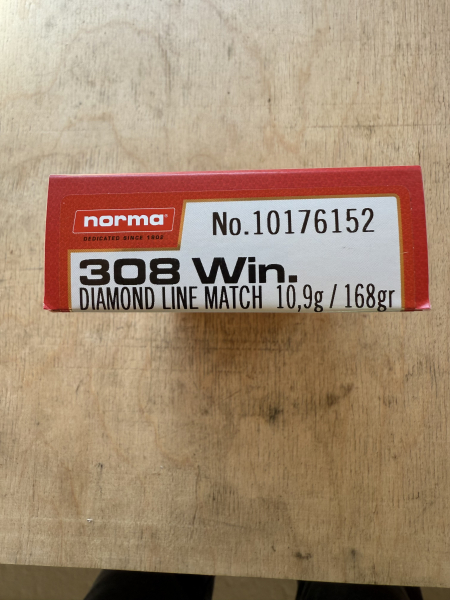 norma®
DEDICATED SINCE 1902
No.10176152
308 Win.
DIAMOND LINE MATCH 10,9g / 168gr